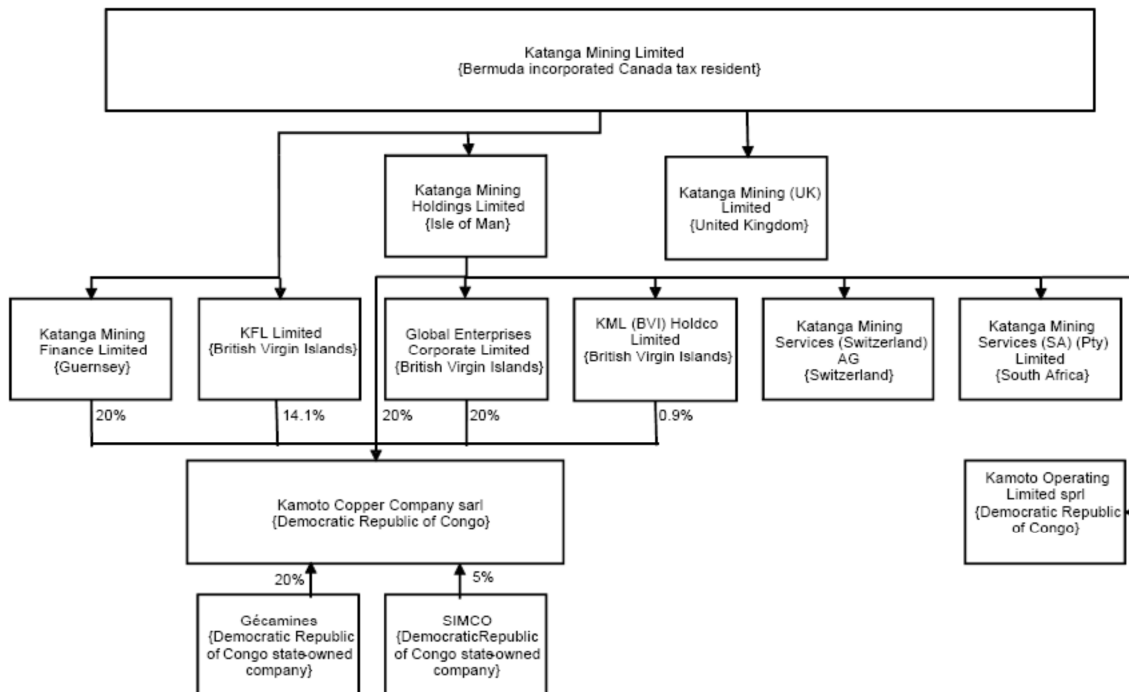 Katanga Mining Limited
{Bermuda incorporated Canada tax resident}
Katanga Mining
Holdings Limited
{Isle of Man}
Katanga Mining (UK)
Limited
{United Kingdom}
Katanga Mining
Finance Limited
{Guernsey}
KFL Limited
{British Virgin Islands}
Global Enterprises
Corporate Limited
{British Virgin Islands}
KML (BVI) Holdco
Limited
{British Virgin Islands}
Katanga Mining
Services (Switzerland)
AG
{Switzerland}
Katanga Mining
Services (SA) (Pty)
Limited
{South Africa}
20%
14.1%
20%
20%
0.9%
Kamoto Copper Company sarl
{Democratic Republic of Congo}
Kamoto Operating
Limited sprl
{Democratic Republic
of Congo}
20%
5%
Gécamines
{Democratic Republic
of Congo state-owned
company}
SIMCO
{DemocraticRepublic
of Congo state-owned
company}